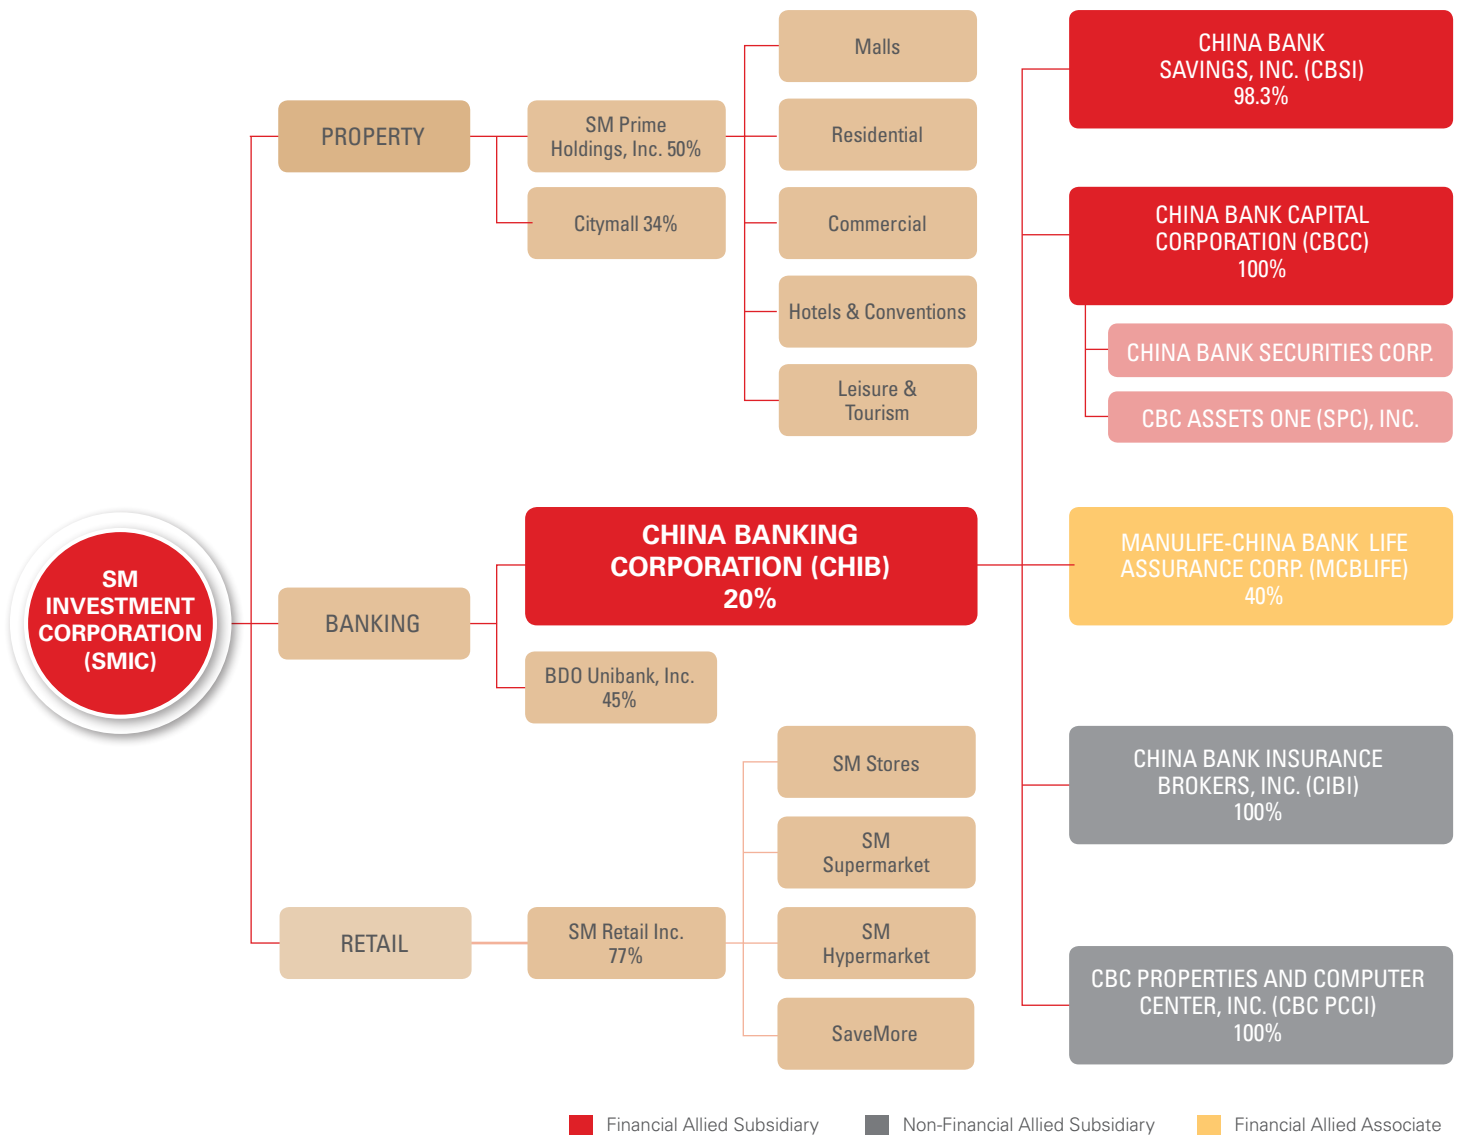 SM
INVESTMENT
CORPORATION
(SMIC)
PROPERTY
SM Prime
Holdings, Inc. 50%
Citymall 34%
Malls
Residential
Commercial
Hotels & Conventions
Leisure &
Tourism
BANKING
CHINA BANKING
CORPORATION (CHIB)
20%
BDO Unibank, Inc.
45%
RETAIL
SM Retail Inc.
77%
SM Stores
SM
Supermarket
SM
Hypermarket
SaveMore
CHINA BANK
SAVINGS, INC. (CBSI)
98.3%
CHINA BANK CAPITAL
CORPORATION (CBCC)
100%
CHINA BANK SECURITIES CORP.
CBC ASSETS ONE (SPC), INC.
MANULIFE-CHINA BANK LIFE
ASSURANCE CORP. (MCBLIFE)
40%
CHINA BANK INSURANCE
BROKERS, INC. (CIBI)
100%
CBC PROPERTIES AND COMPUTER
CENTER, INC. (CBC PCCI)
100%
Financial Allied Subsidiary
Non-Financial Allied Subsidiary
Financial Allied Associate